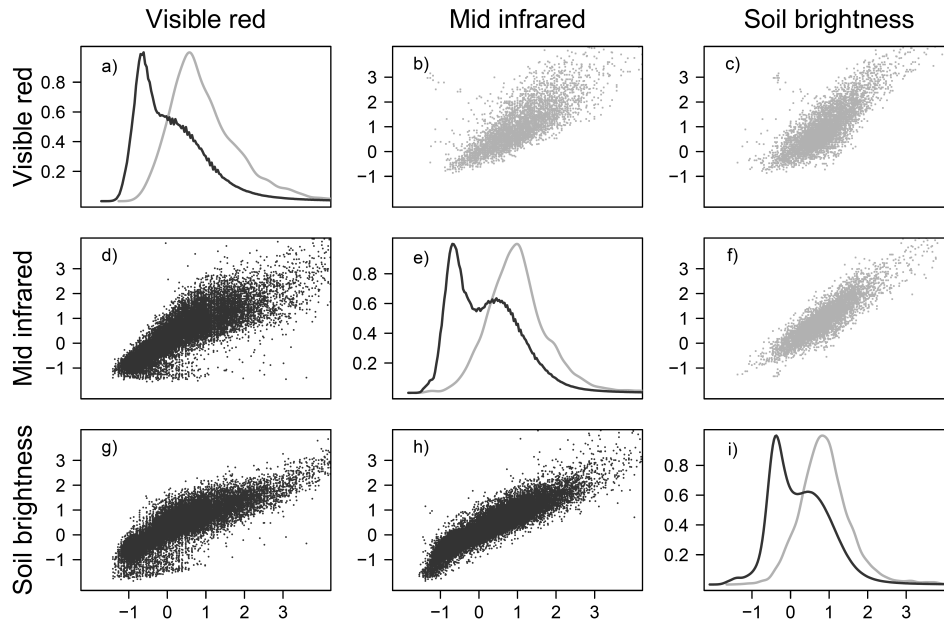 Visible red Mid infrared Soil brightness
Visible red
a)
0.8
0.6
0.4
0.2
b)
3
2
1
0
−1
c)
3
2
1
0
−1
Mid infrared
d)
3
2
1
0
−1
e)
0.8
0.6
0.4
0.2
f)
3
2
1
0
−1
Soil brightness
g)
3
2
1
0
−1
h)
3
2
1
0
−1
i)
0.8
0.6
0.4
0.2
−1 0 1 2 3
−1 0 1 2 3
−1 0 1 2 3